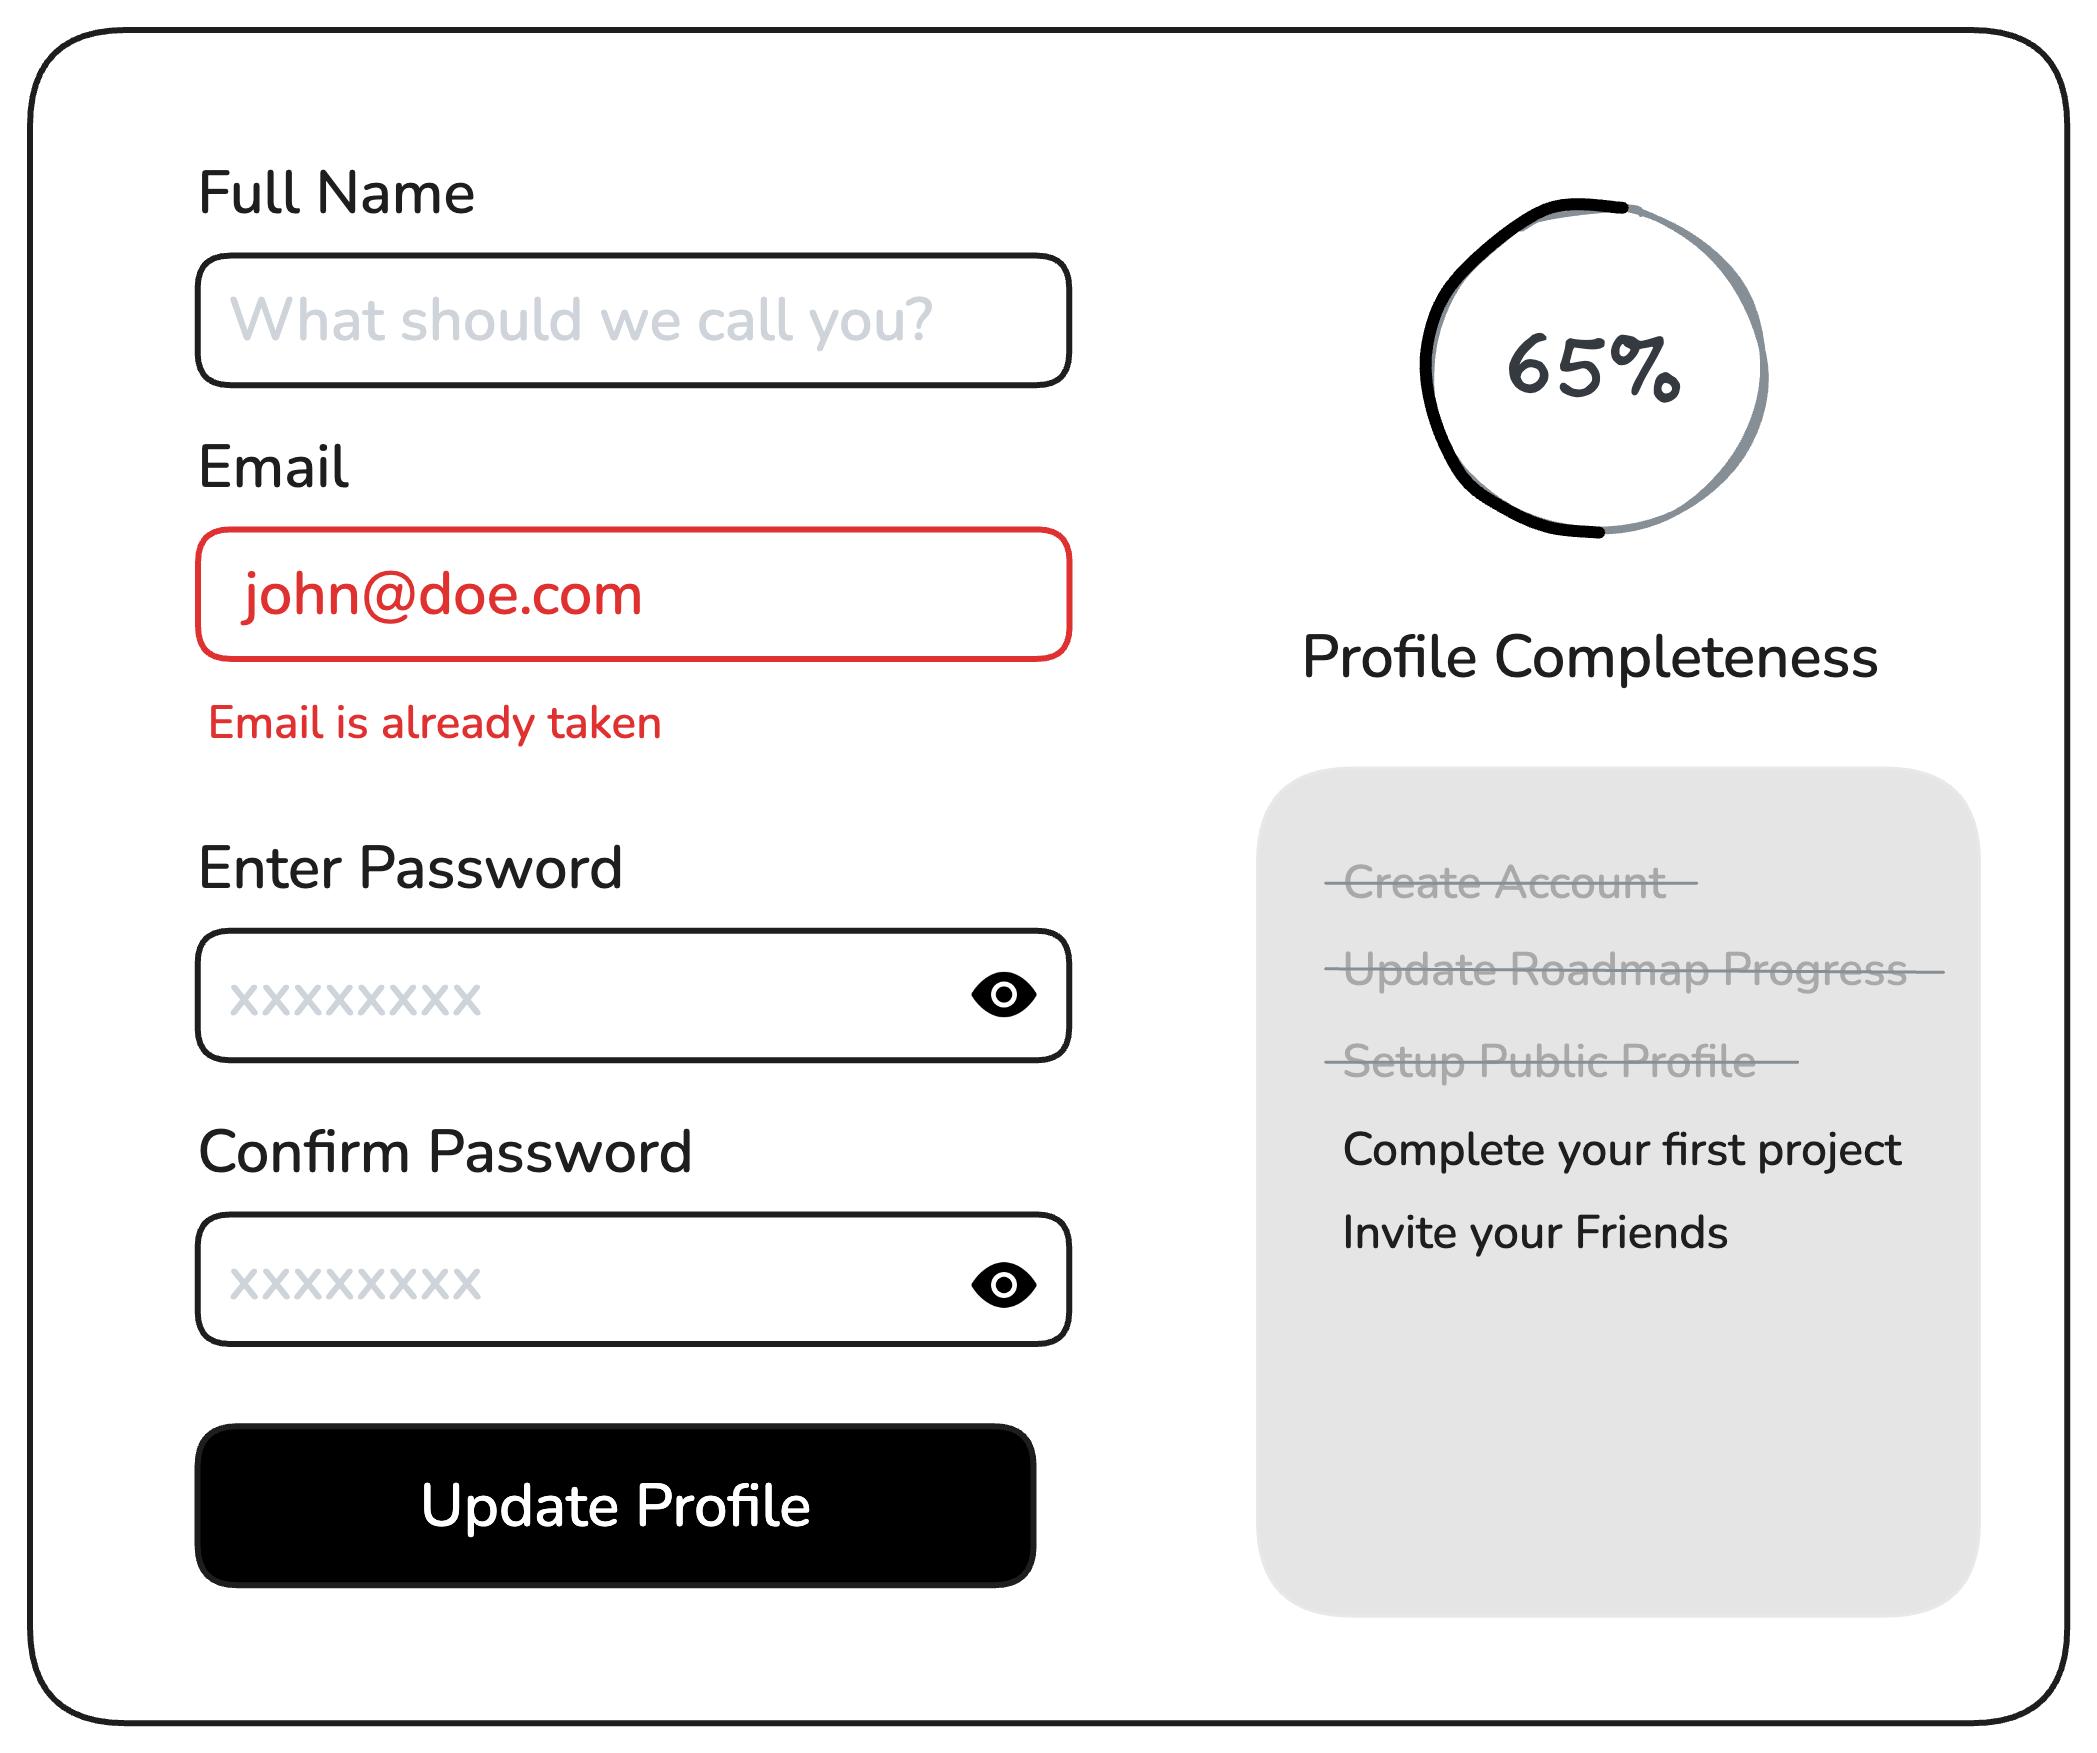 Full Name
What should we call you?
Email
john@doe.com
Email is already taken
Enter Password
xxxxxxxx
Confirm Password
xxxxxxxx
Update Profile
65%
Profile Completeness
Create Account
Update Roadmap Progress
Setup Public Profile
Complete your first project
Invite your Friends